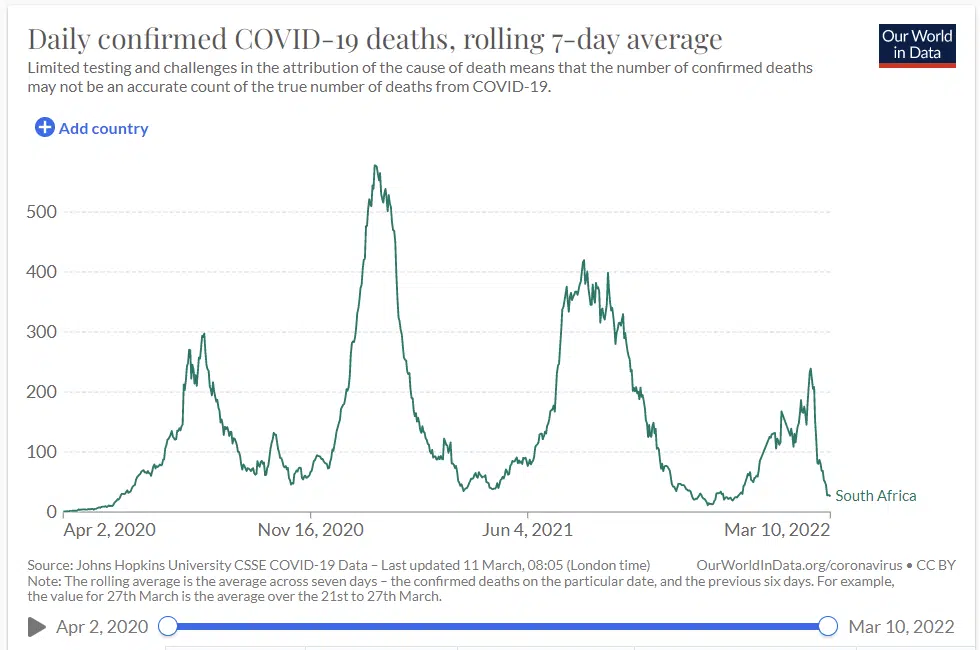 Daily confirmed COVID-19 deaths, rolling 7-day average
Our World
in Data
Limited testing and challenges in the attribution of the cause of death means that the number of confirmed deaths
may not be an accurate count of the true number of deaths from COVID-19.
Add country
500
400
300
200
100
0
South Africa
Apr 2, 2020
Nov 16, 2020
Jun 4, 2021
Mar 10, 2022
Source: Johns Hopkins University CSSE COVID-19 Data – Last updated 11 March, 08:05 (London time)
OurWorldInData.org/coronavirus • CC BY
Note: The rolling average is the average across seven days – the confirmed deaths on the particular date, and the previous six days. For example,
the value for 27th March is the average over the 21st to 27th March.
Apr 2, 2020
Mar 10, 2022